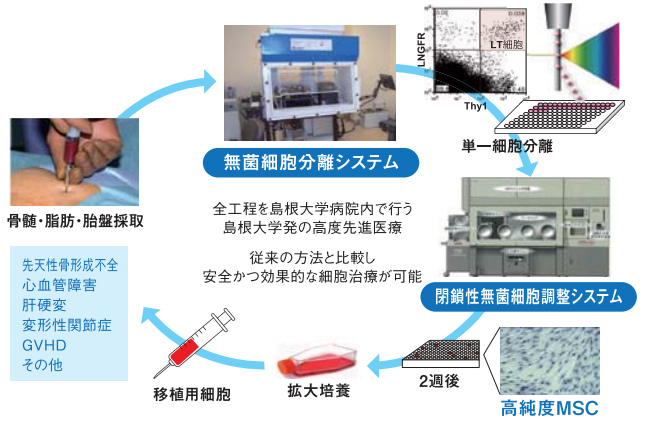 骨髄・脂肪・胎盤採取
無菌細胞分離システム
LNGFR
0.039
LT細胞
Thy1
単一細胞分離
全工程を島根大学病院内で行う
島根大学発の高度先進医療
従来の方法と比較し
安全かつ効果的な細胞治療が可能
閉鎖性無菌細胞調整システム
2週後
高純度MSC
拡大培養
移植用細胞
先天性骨形成不全
心血管障害
肝硬変
変形性関節症
GVHD
その他